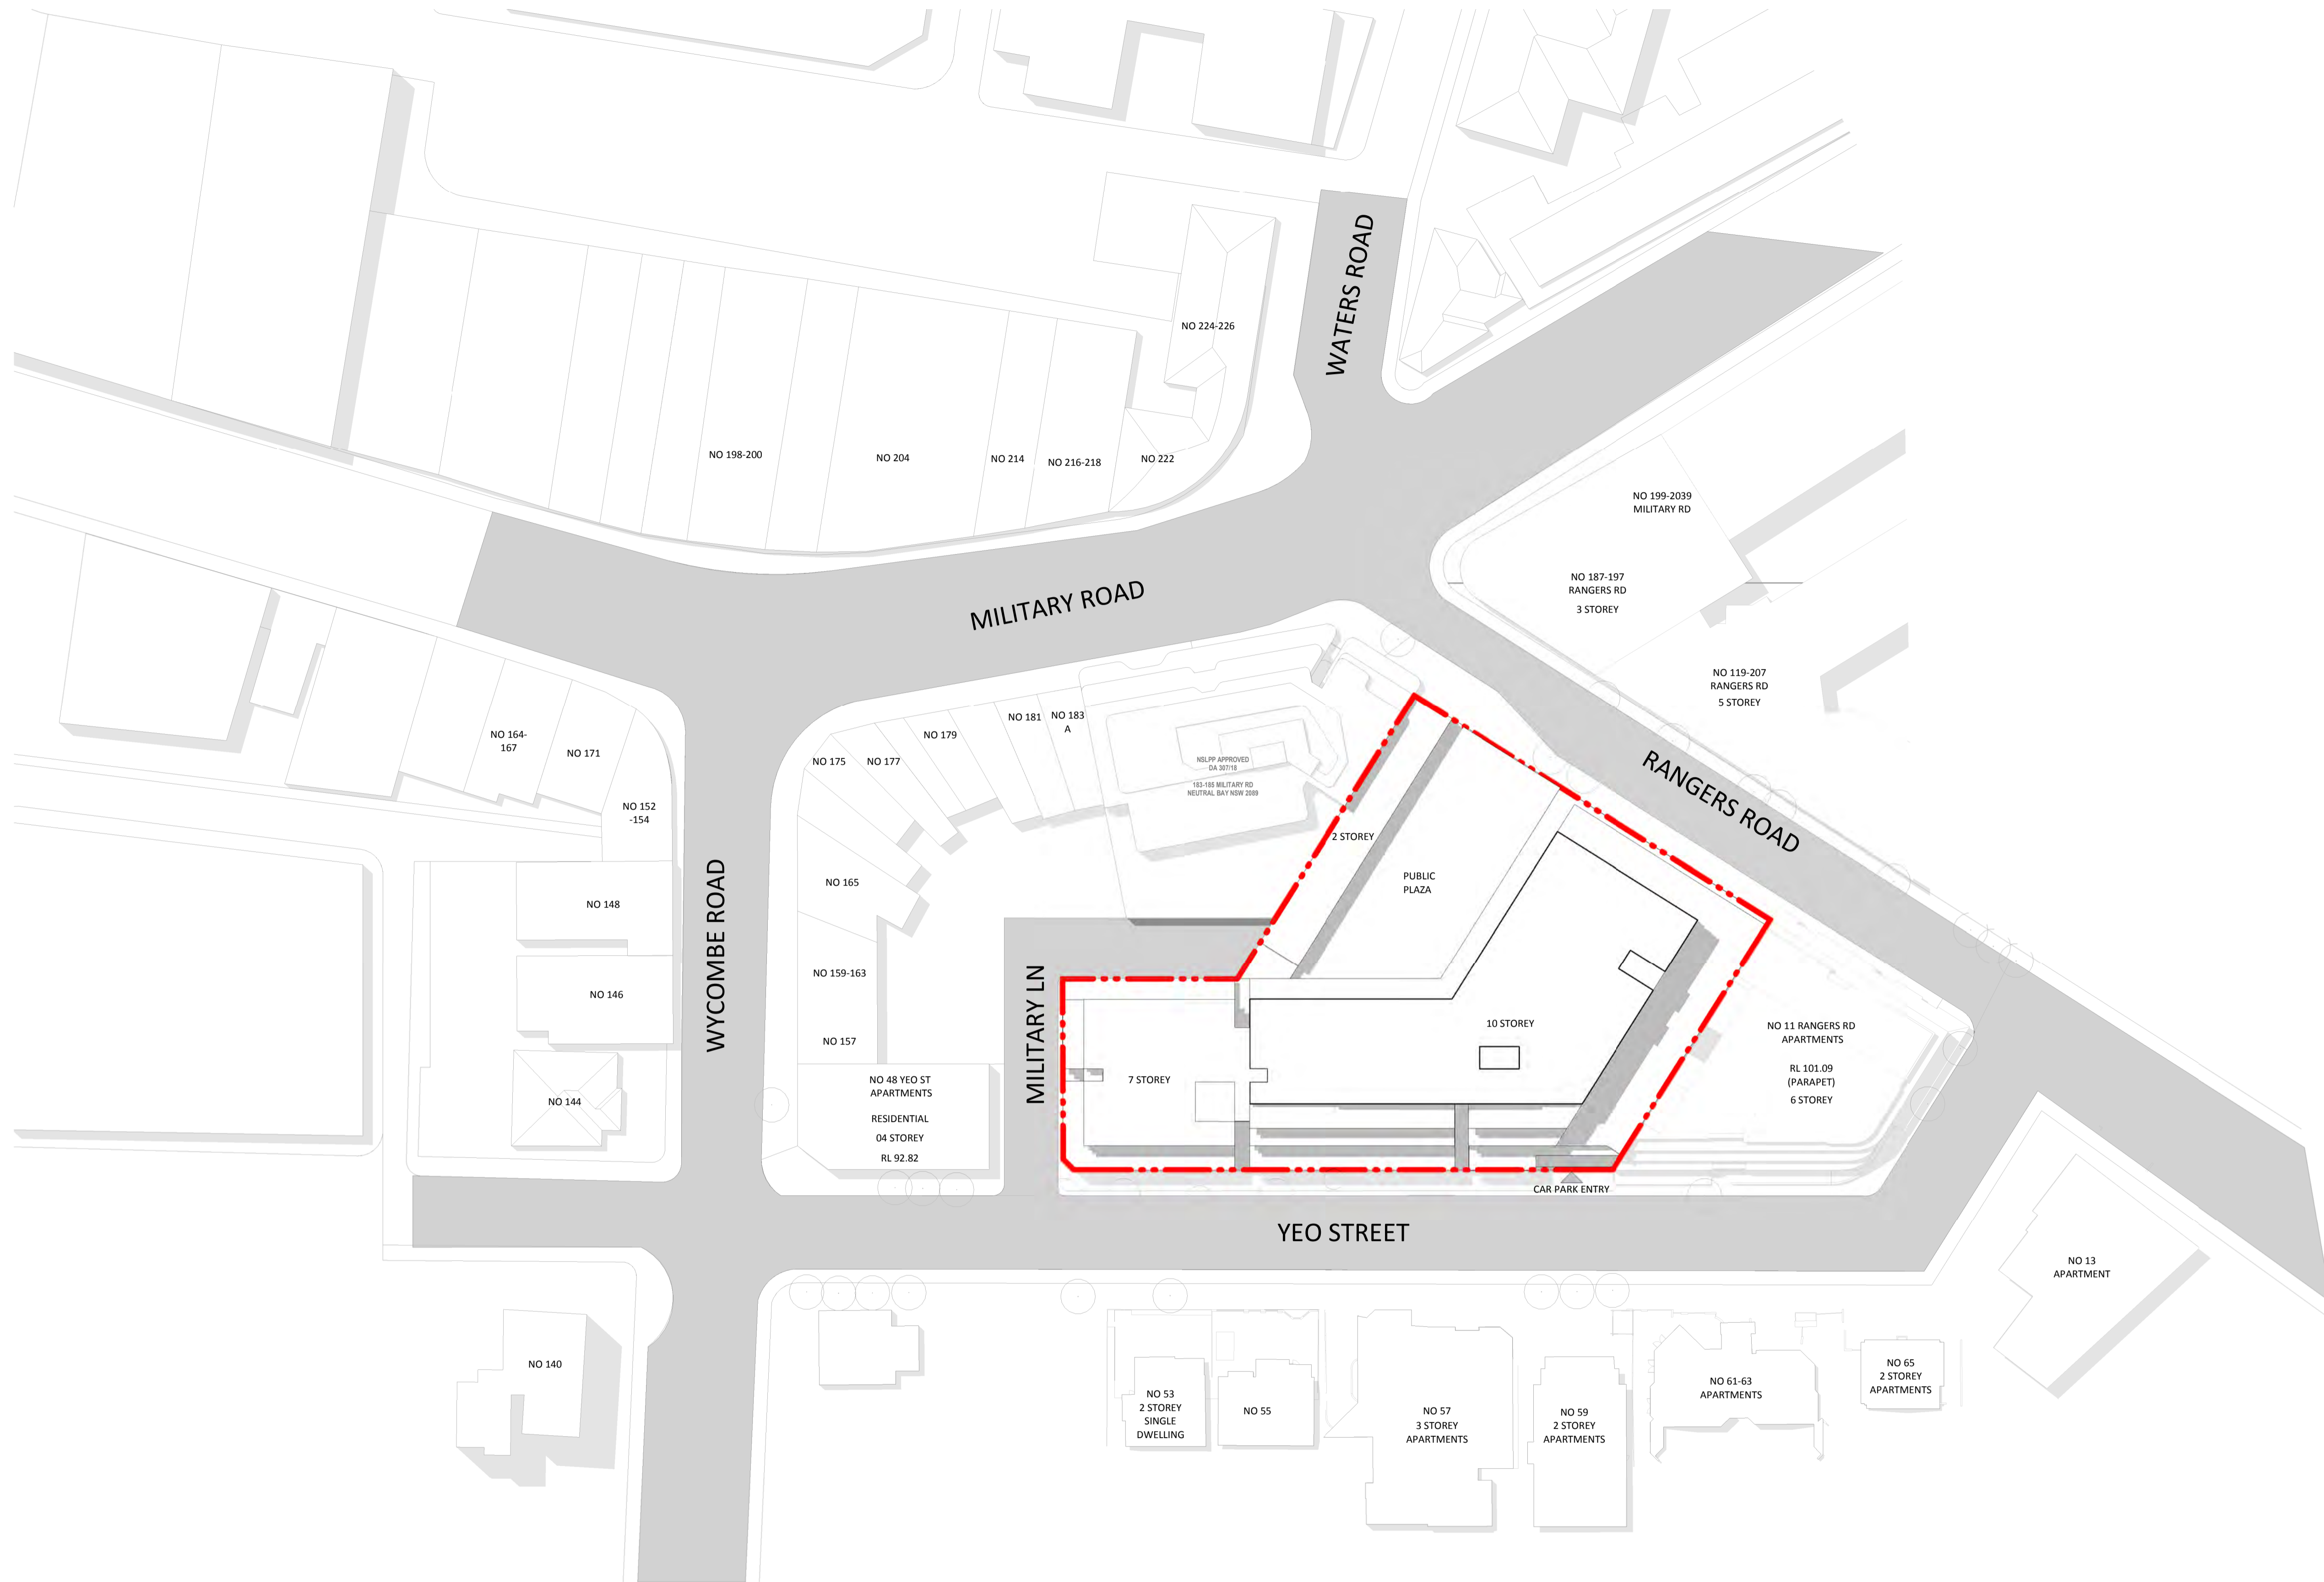 NO 224-226
WATERS ROAD
NO 198-200
NO 204
NO 214
NO 216-218
NO 222
NO 199-2039
MILITARY RD
NO 187-197
RANGERS RD
3 STOREY
MILITARY ROAD
NO 119-207
RANGERS RD
5 STOREY
NO 164-
167
NO 171
NO 152
-154
NO 175
NO 177
NO 179
NO 181
NO 183
A
NSLPP APPROVED
DA 307/18
183-185 MILITARY RD
NEUTRAL BAY NSW 2089
RANGERS ROAD
2 STOREY
PUBLIC
PLAZA
NO 165
NO 148
WYCOMBE ROAD
NO 159-163
NO 146
MILITARY LN
NO 157
10 STOREY
NO 11 RANGERS RD
APARTMENTS
RL 101.09
(PARAPET)
6 STOREY
7 STOREY
NO 48 YEO ST
APARTMENTS
RESIDENTIAL
04 STOREY
RL 92.82
NO 144
CAR PARK ENTRY
YEO STREET
NO 13
APARTMENT
NO 140
NO 53
2 STOREY
SINGLE
DWELLING
NO 55
NO 57
3 STOREY
APARTMENTS
NO 59
2 STOREY
APARTMENTS
NO 61-63
APARTMENTS
NO 65
2 STOREY
APARTMENTS